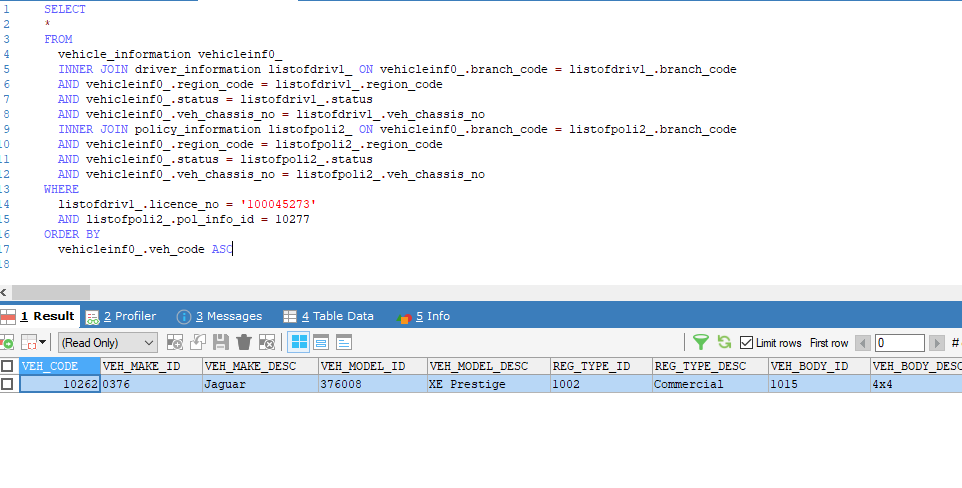 1 SELECT
2 *
3 FROM
4 vehicle_information vehicleinf0_
5 INNER JOIN driver_information listofdriv1_ ON vehicleinf0_.branch_code = listofdriv1_.branch_code
6 AND vehicleinf0_.region_code = listofdriv1_.region_code
7 AND vehicleinf0_.status = listofdriv1_.status
8 AND vehicleinf0_.veh_chassis_no = listofdriv1_.veh_chassis_no
9 INNER JOIN policy_information listofpoli2_ ON vehicleinf0_.branch_code = listofpoli2_.branch_code
10 AND vehicleinf0_.region_code = listofpoli2_.region_code
11 AND vehicleinf0_.status = listofpoli2_.status
12 AND vehicleinf0_.veh_chassis_no = listofpoli2_.veh_chassis_no
13 WHERE
14 listofdriv1_.licence_no = '100045273'
15 AND listofpoli2_.pol_info_id = 10277
16 ORDER BY
17 vehicleinf0_.veh_code ASC
18
1 Result 2 Profiler 3 Messages 4 Table Data 5 Info
(Read Only) Limit rows First row 0 #
VEH_CODE VEH_MAKE_ID VEH_MAKE_DESC VEH_MODEL_ID VEH_MODEL_DESC REG_TYPE_ID REG_TYPE_DESC VEH_BODY_ID VEH_BODY_DESC
10262 0376 Jaguar 376008 XE Prestige 1002 Commercial 1015 4x4